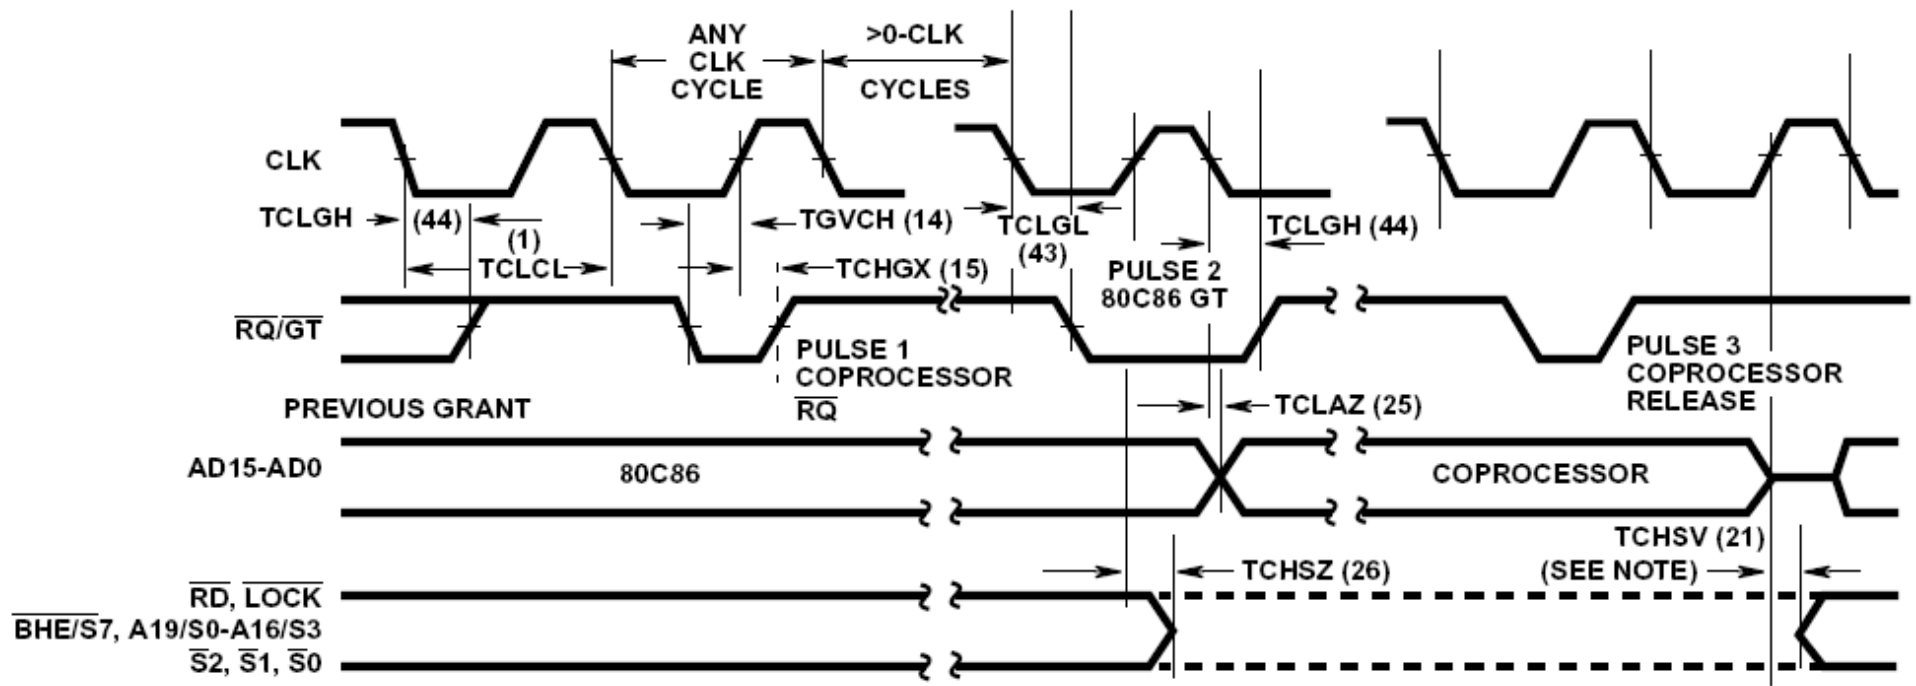 ANY
CLK
CYCLE
>0-CLK
CYCLES
CLK
TCLGH
(44)
(1)
TCLCL
TGVCH (14)
TCHGX (15)
TCLGL
(43)
TCLGH (44)
PULSE 2
80C86 GT
RQ/GT
PULSE 1
COPROCESSOR
RQ
PULSE 3
COPROCESSOR
RELEASE
PREVIOUS GRANT
TCLAZ (25)
AD15-AD0
80C86
COPROCESSOR
TCHSV (21)
(SEE NOTE)
TCHSZ (26)
RD, LOCK
BHE/S7, A19/S0-A16/S3
S2, S1, S0